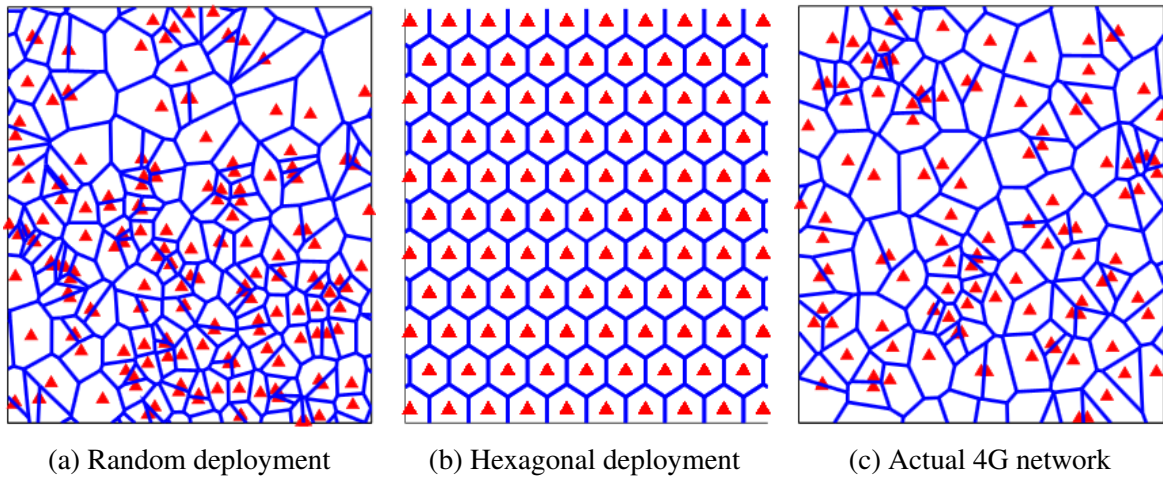 (a) Random deployment
(b) Hexagonal deployment
(c) Actual 4G network